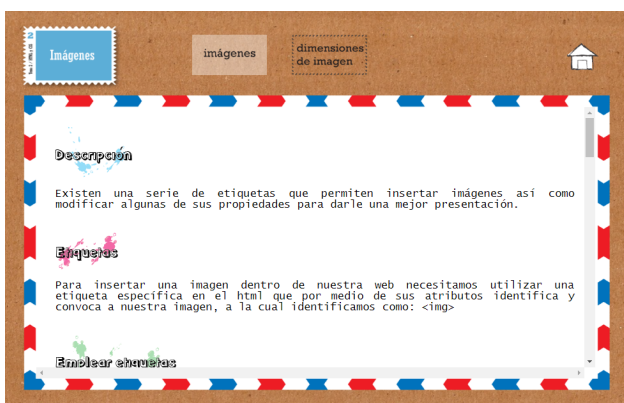 Imágenes
imágenes
dimensiones
de imagen
Descripción
Existen una serie de etiquetas que permiten insertar imágenes así como
modificar algunas de sus propiedades para darle una mejor presentación.
Etiquetas
Para insertar una imagen dentro de nuestra web necesitamos utilizar una
etiqueta específica en el html que por medio de sus atributos identifica y
convoca a nuestra imagen, a la cual identificamos como: <img>
Emplear etiquetas